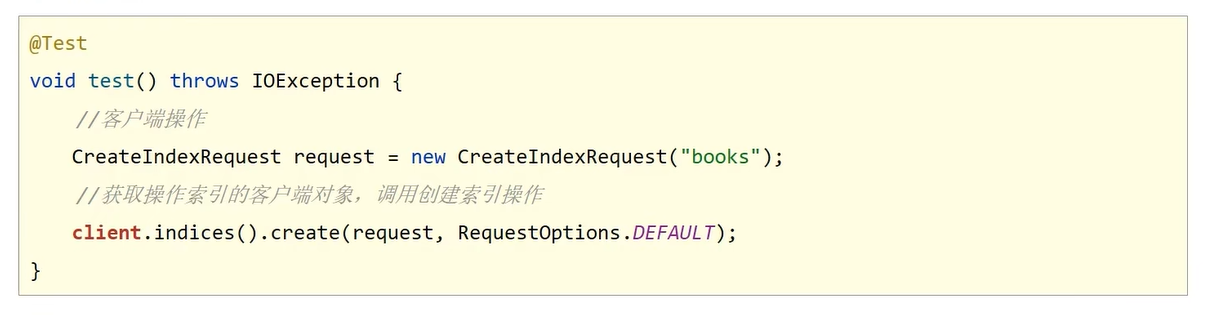 @Test
void test() throws IOException {
    //客户端操作
    CreateIndexRequest request = new CreateIndexRequest("books");
    //获取操作索引的客户端对象，调用创建索引操作
    client.indices().create(request, RequestOptions.DEFAULT);
}